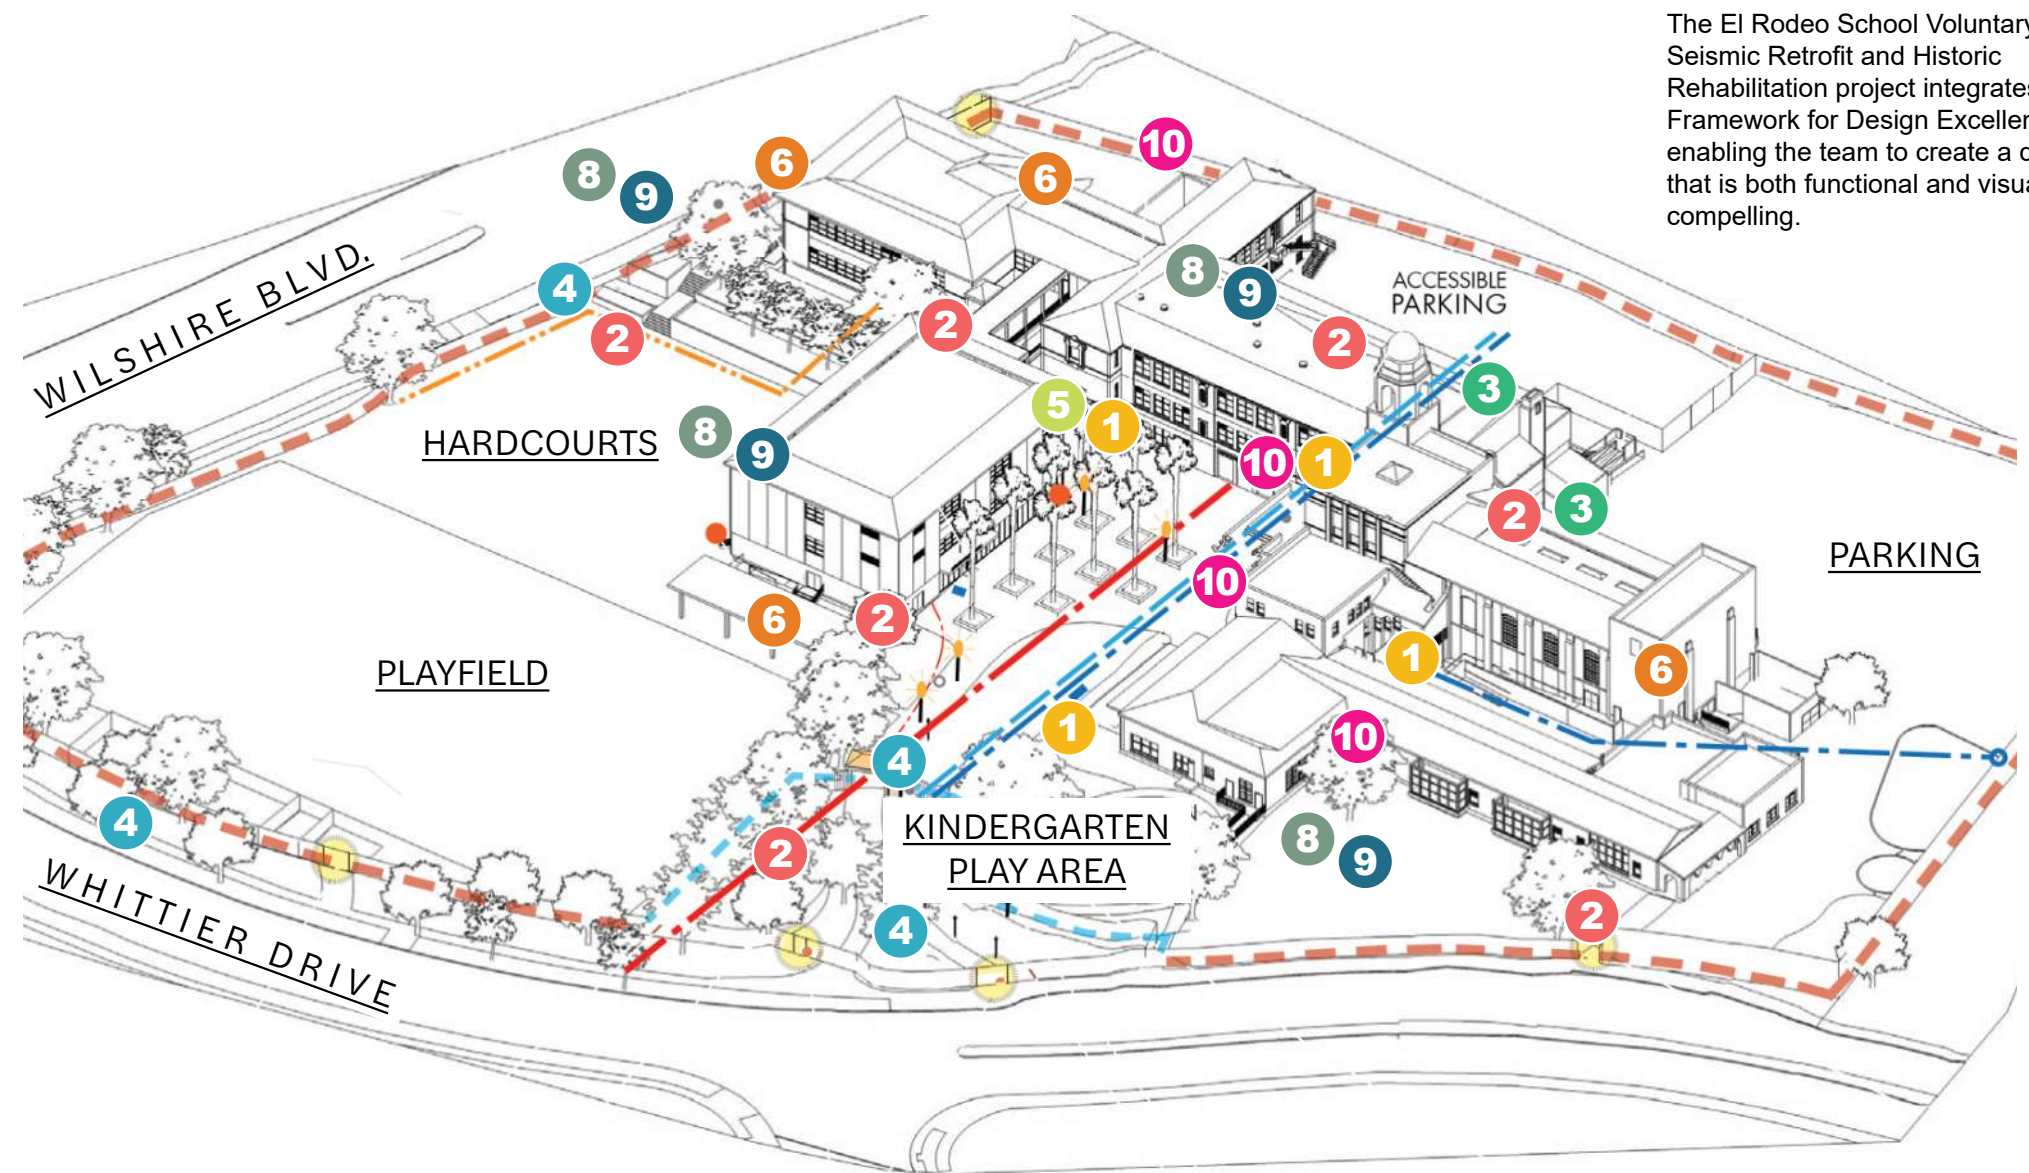 The El Rodeo School Voluntary
Seismic Retrofit and Historic
Rehabilitation project integrates
Framework for Design
enabling the team to create a
that is both functional and
compelling.
10
6
6
8
9
WILSHIRE BLVD.
4
2
2
8
9
2
ACCESSIBLE
PARKING
3
5
1
HARDCOURTS
8
9
10
1
2
3
PARKING
10
6
2
PLAYFIELD
1
6
1
10
4
4
2
KINDERGARTEN
PLAY AREA
8
9
WHITTIER DRIVE
4
2